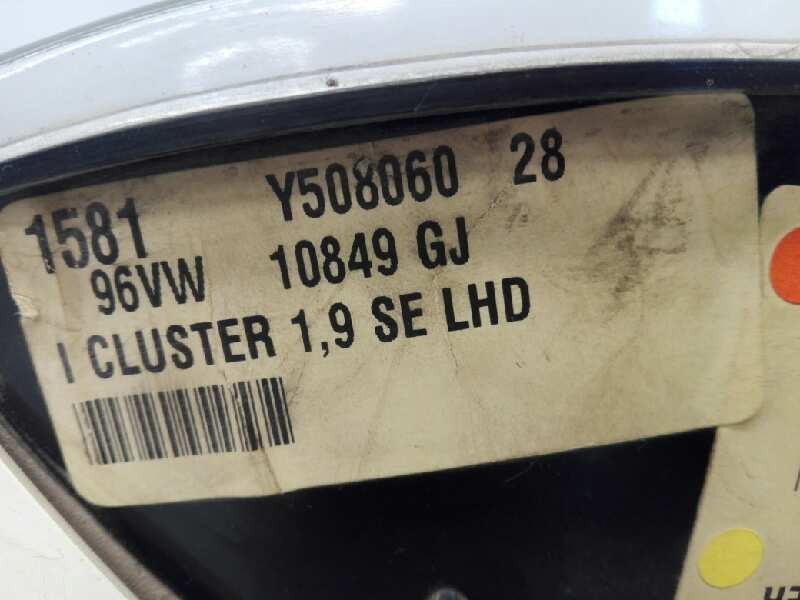 1581 Y508060 28
96VW 10849 GJ
I CLUSTER 1,9 SE LHD